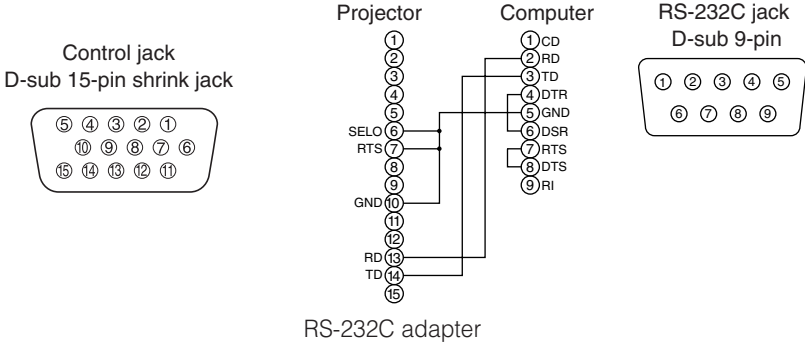 Control jack
D-sub 15-pin shrink jack
⑤ ④ ③ ② ①
⑩ ⑨ ⑧ ⑦ ⑥
⑮ ⑭ ⑬ ⑫ ⑪
Projector
①
②
③
④
⑤
SELO ⑥
RTS ⑦
⑧
⑨
GND ⑩
⑪
⑫
RD ⑬
TD ⑭
⑮
Computer
① CD
② RD
③ TD
④ DTR
⑤ GND
⑥ DSR
⑦ RTS
⑧ DTS
⑨ RI
RS-232C jack
D-sub 9-pin
① ② ③ ④ ⑤
⑥ ⑦ ⑧ ⑨
RS-232C adapter